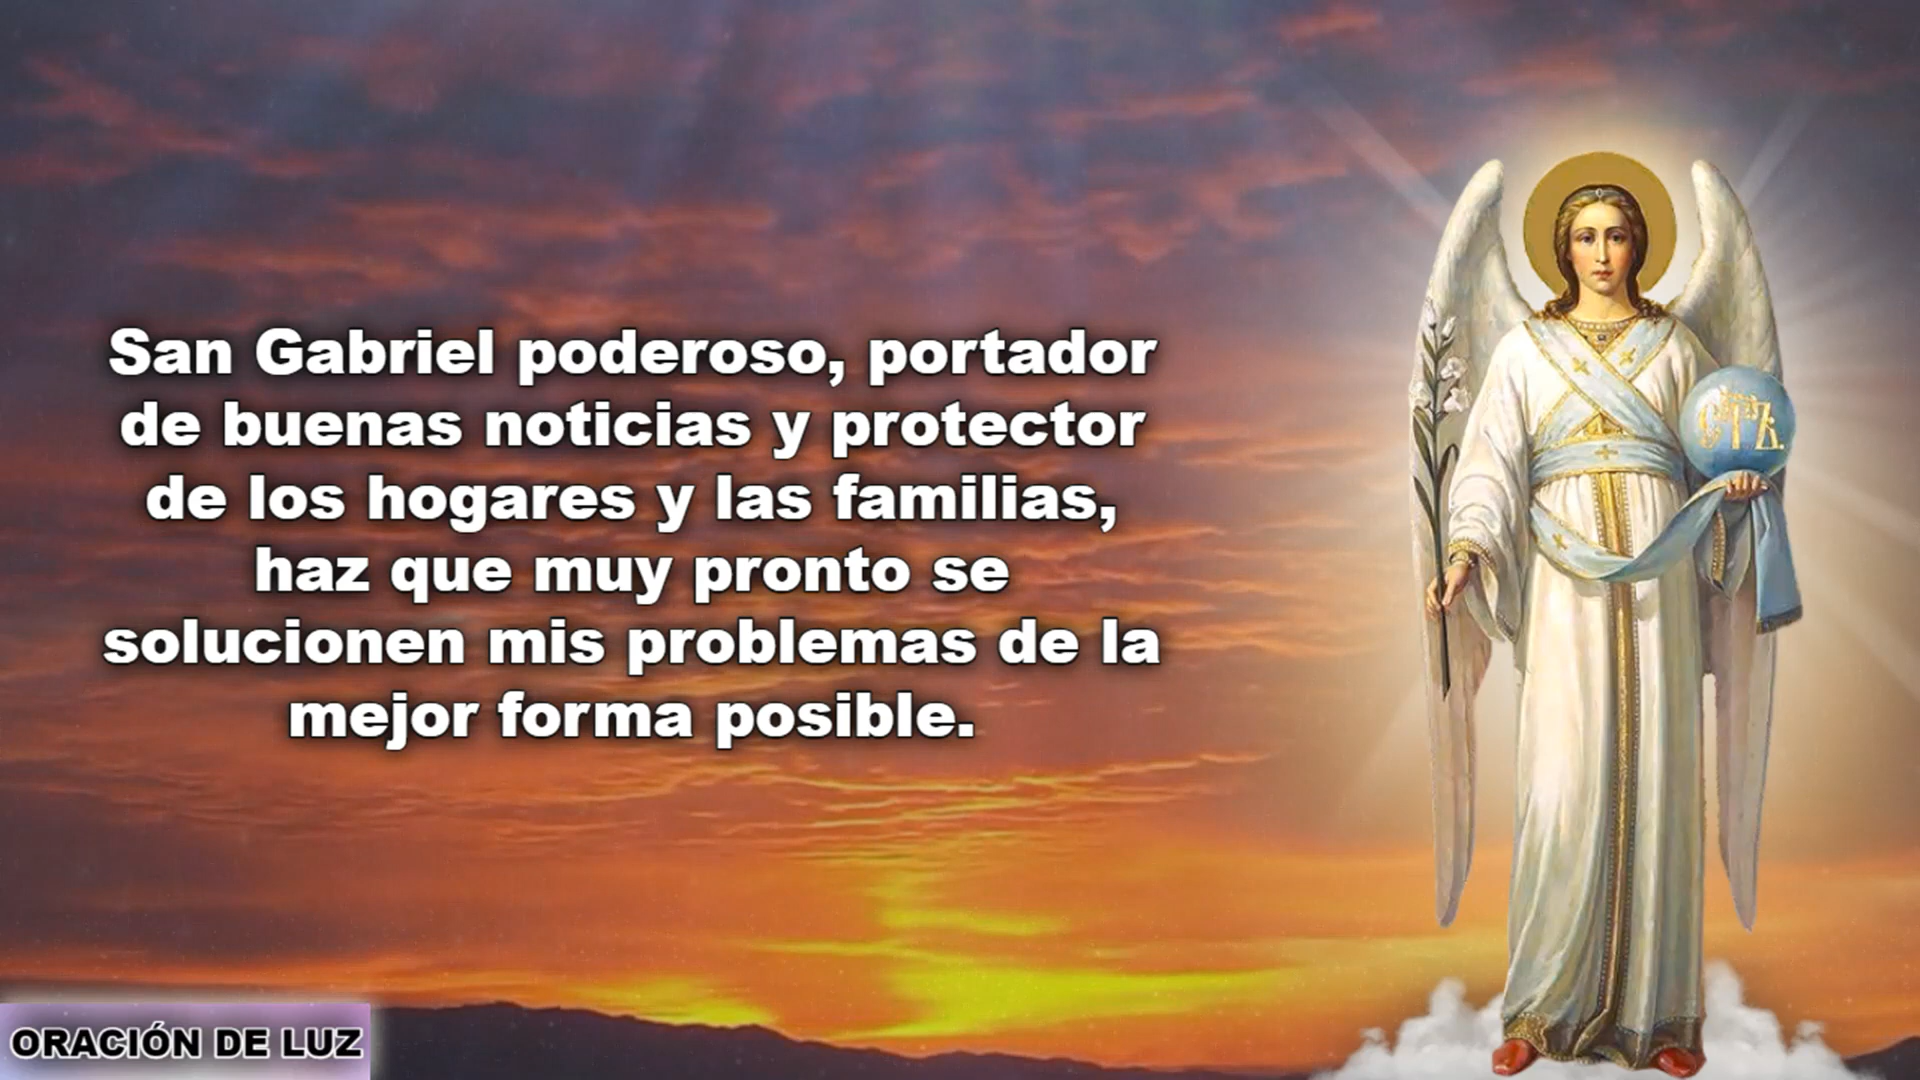 San Gabriel poderoso, portador
de buenas noticias y protector
de los hogares y las familias,
haz que muy pronto se
solucionen mis problemas de la
mejor forma posible.
ORACIÓN DE LUZ